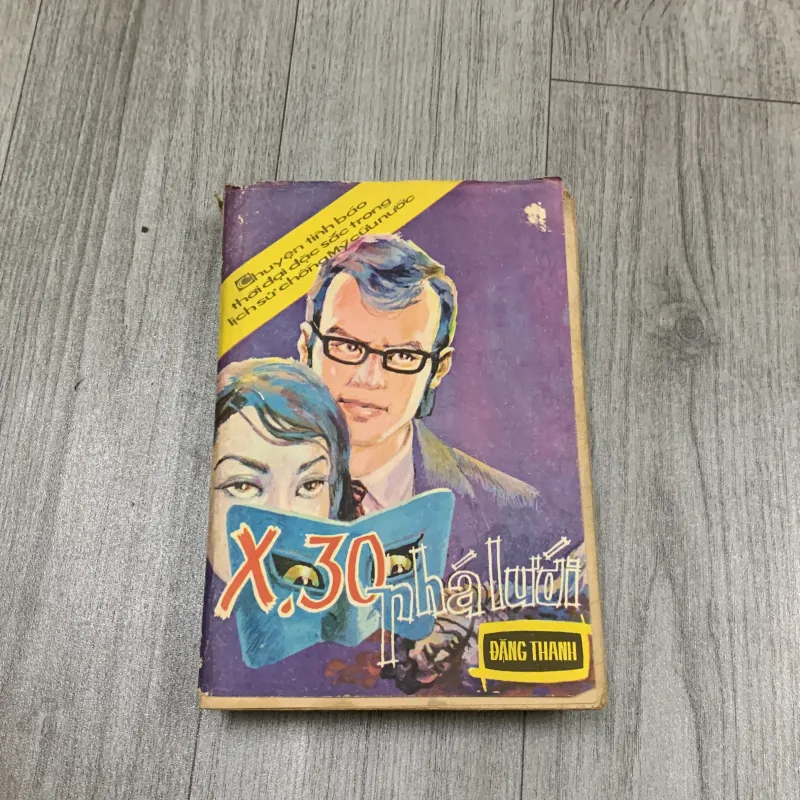 Chuyện tình báo
thời đại đặc sắc trong
lịch sử chống Mỹ cứu nước
X.30
phá lưới
ĐẶNG THANH